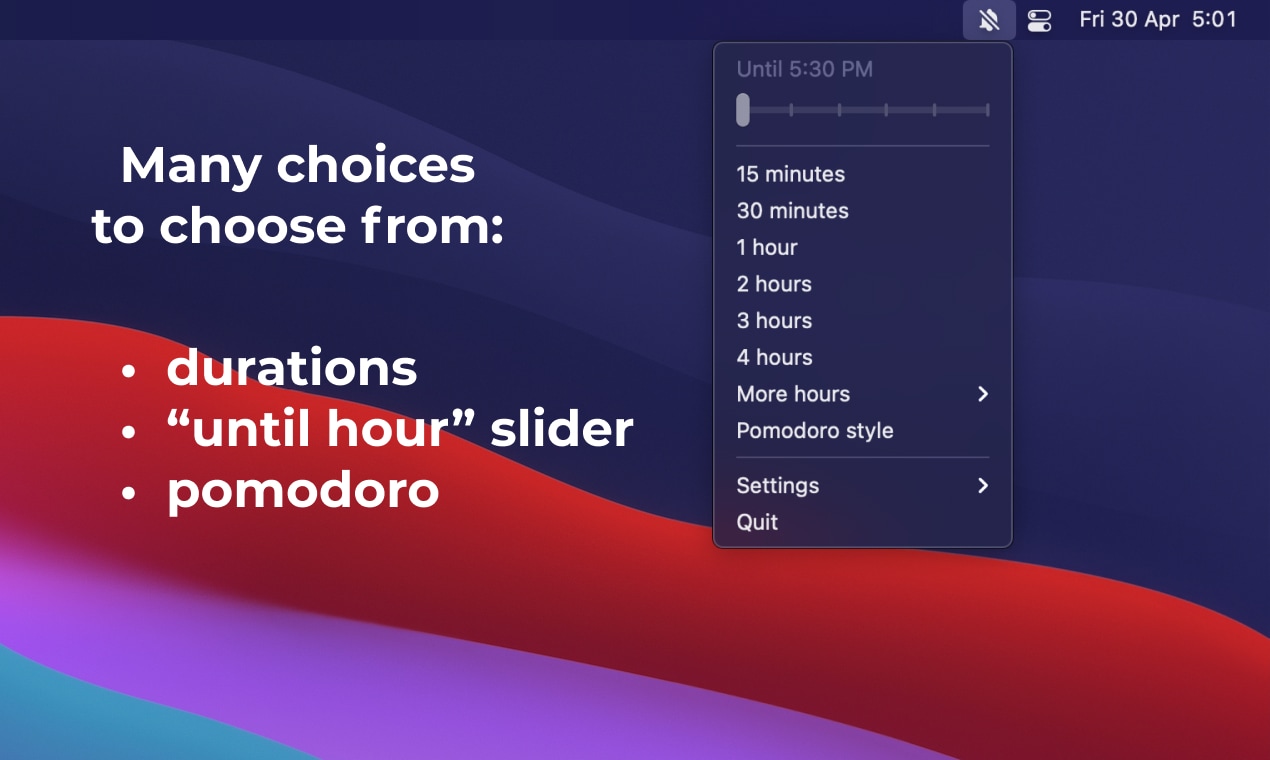 Fri 30 Apr 5:01
Many choices
to choose from:
• durations
• “until hour” slider
• pomodoro
Until 5:30 PM
15 minutes
30 minutes
1 hour
2 hours
3 hours
4 hours
More hours
Pomodoro style
Settings
Quit